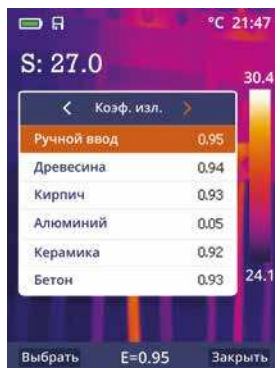 °C 21:47
S: 27.0
30.4
< Коэф. изл. >
Ручной ввод 0.95
Древесина 0.94
Кирпич 0.93
Алюминий 0.05
Керамика 0.92
Бетон 0.93
24.1
Выбрать E=0.95 Закрыть